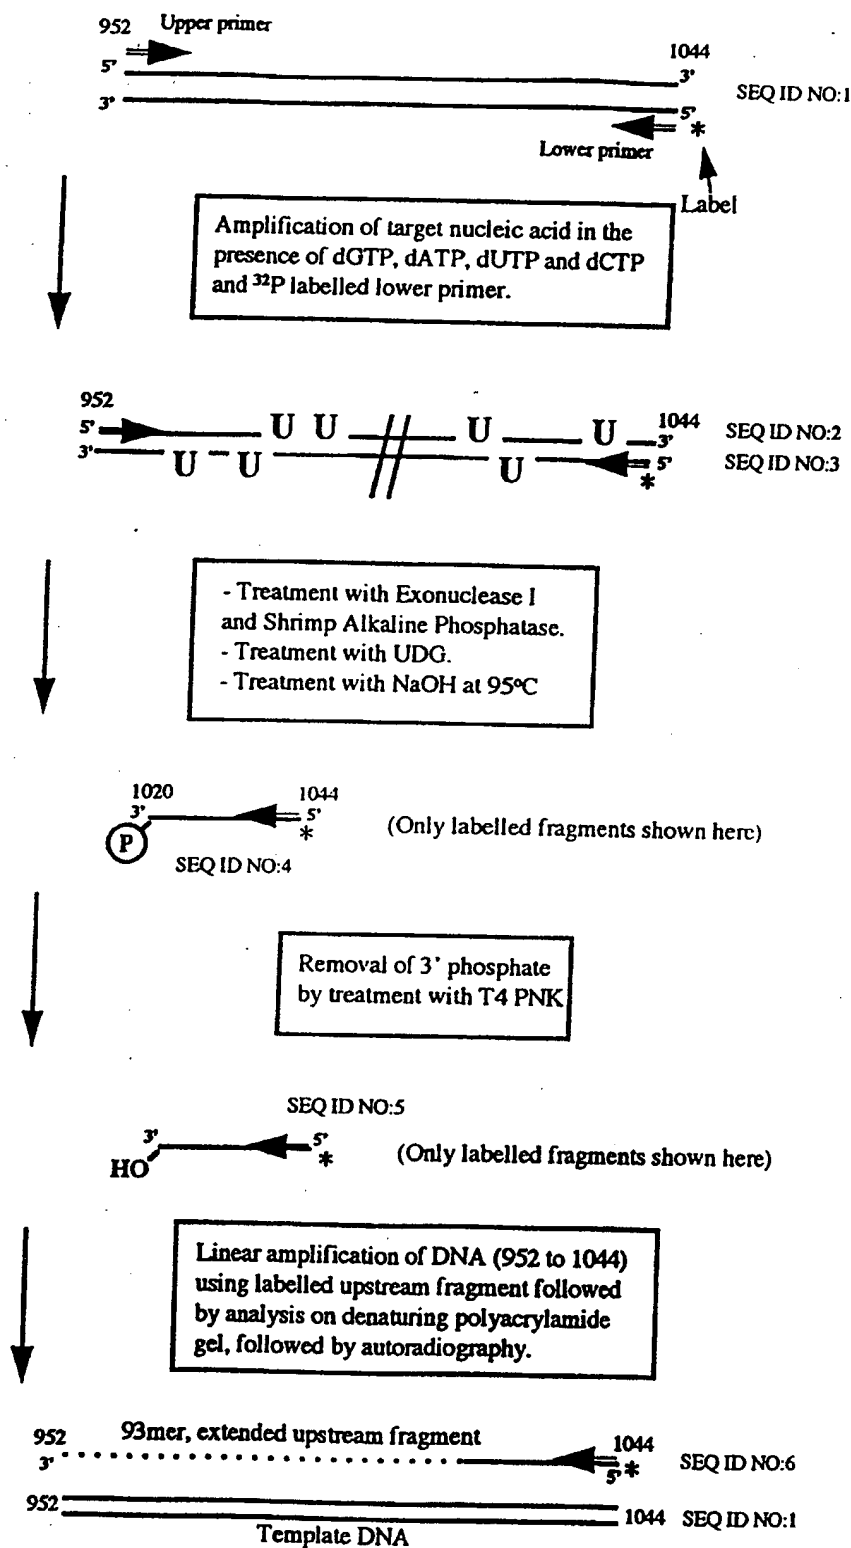 952 Upper primer
1044
5' 3'
SEQ ID NO:1
3' 5'
*
Lower primer
Label
Amplification of target nucleic acid in the
presence of dGTP, dATP, dUTP and dCTP
and ³²P labelled lower primer.
952
1044
5' U U U U 3' SEQ ID NO:2
3' U U U 5' SEQ ID NO:3
*
- Treatment with Exonuclease I
and Shrimp Alkaline Phosphatase.
- Treatment with UDG.
- Treatment with NaOH at 95°C
1020 1044
3' 5'
P * (Only labelled fragments shown here)
SEQ ID NO:4
Removal of 3' phosphate
by treatment with T4 PNK
SEQ ID NO:5
3' 5'
HO * (Only labelled fragments shown here)
Linear amplification of DNA (952 to 1044)
using labelled upstream fragment followed
by analysis on denaturing polyacrylamide
gel, followed by autoradiography.
952 93mer, extended upstream fragment 1044
3' 5' * SEQ ID NO:6
952 1044 SEQ ID NO:1
Template DNA